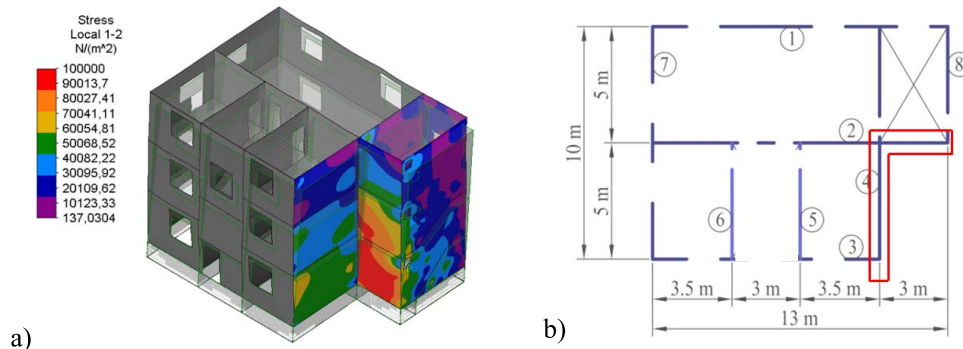 Stress
Local 1-2
N/(m^2)
100000
90013,7
80027,41
70041,11
60054,81
50068,52
40082,22
30095,92
20109,62
10123,33
137,0304
a)
b)
1
7
8
5 m
10 m
2
4
5 m
6
5
3
3.5 m
3 m
3.5 m
3 m
13 m